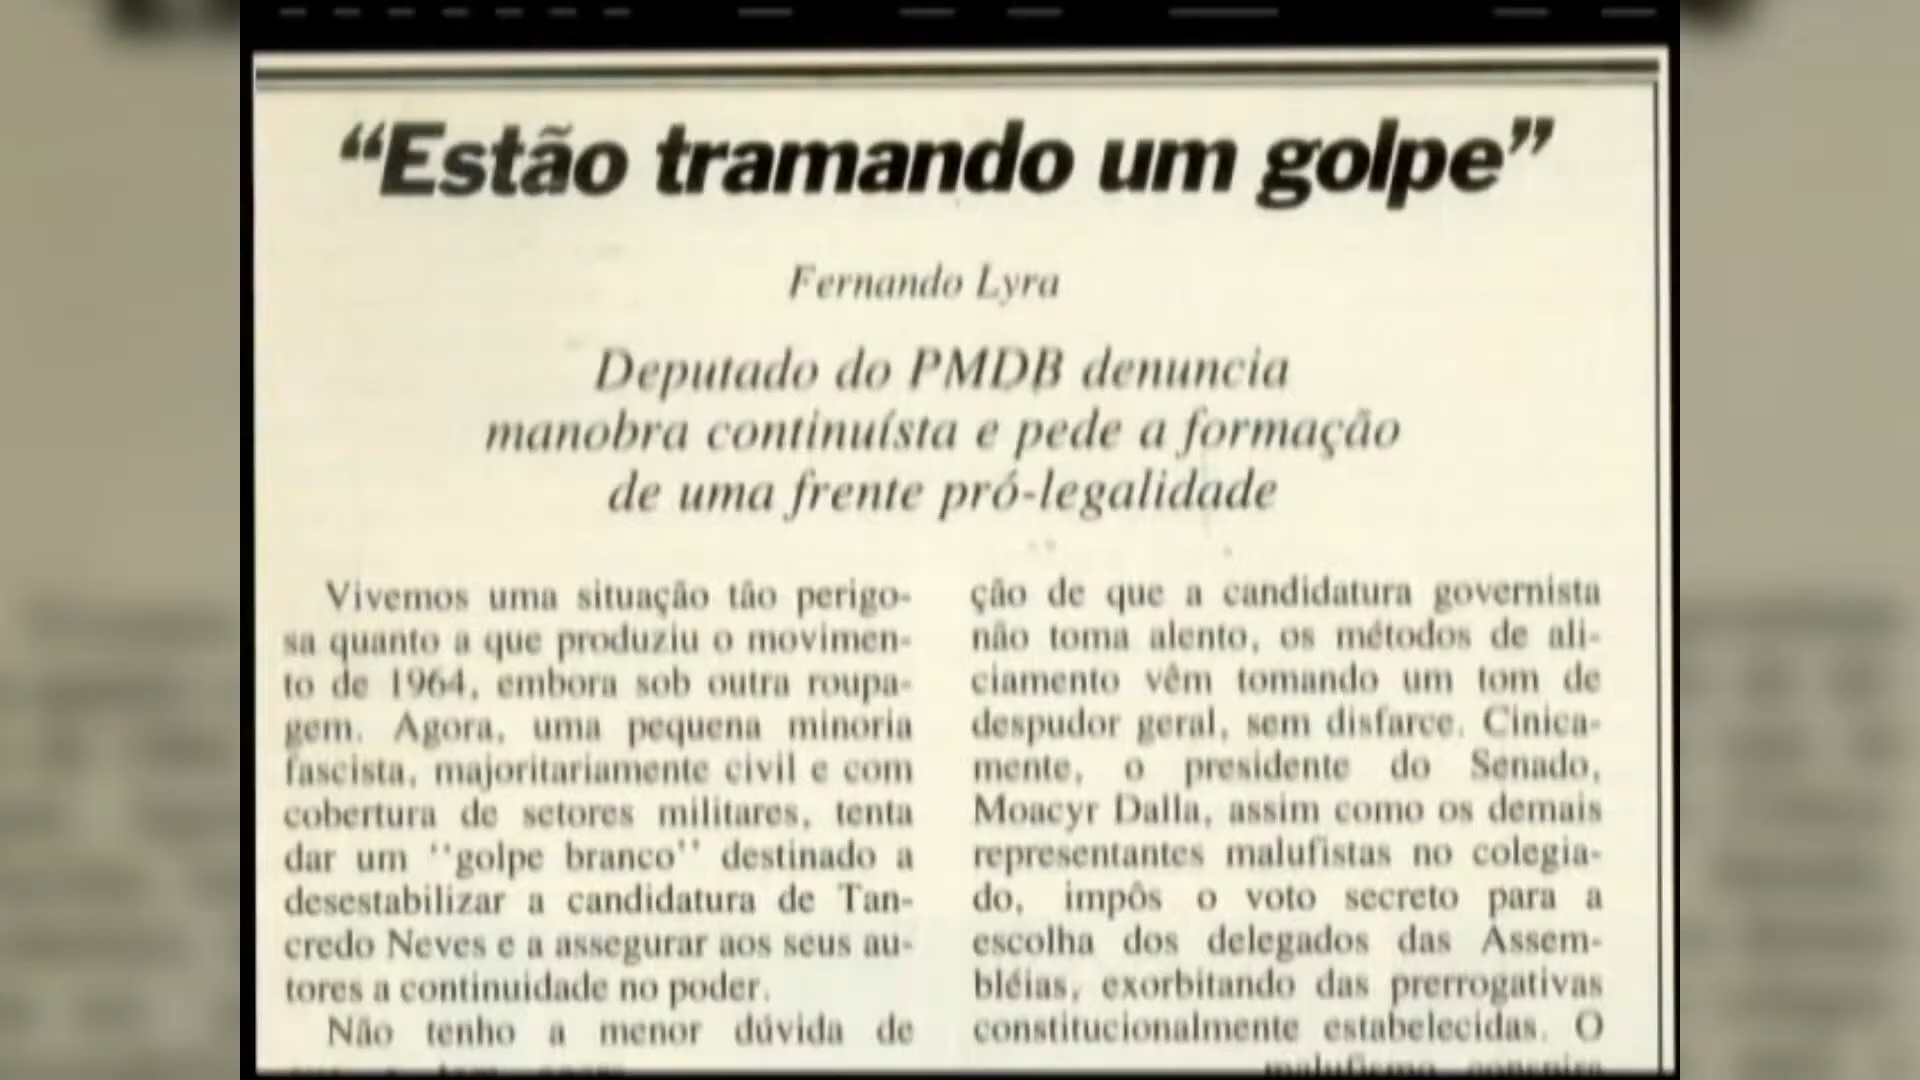 “Estão tramando um golpe”
Fernando Lyra
Deputado do PMDB denuncia
manobra continuísta e pede a formação
de uma frente pró-legalidade
Vivemos uma situação tão perigo-
sa quanto a que produziu o movimen-
to de 1964, embora sob outra roupa-
gem. Agora, uma pequena minoria
fascista, majoritariamente civil e com
cobertura de setores militares, tenta
dar um ''golpe branco'' destinado a
desestabilizar a candidatura de Tan-
credo Neves e a assegurar aos seus au-
tores a continuidade no poder.
Não tenho a menor dúvida de
ção de que a candidatura governista
não toma alento, os métodos de ali-
ciamento vêm tomando um tom de
despudor geral, sem disfarce. Cinica-
mente, o presidente do Senado,
Moacyr Dalla, assim como os demais
representantes malufistas no colegia-
do, impôs o voto secreto para a
escolha dos delegados das Assem-
bléias, exorbitando das prerrogativas
constitucionalmente estabelecidas. O
malufismo conspira